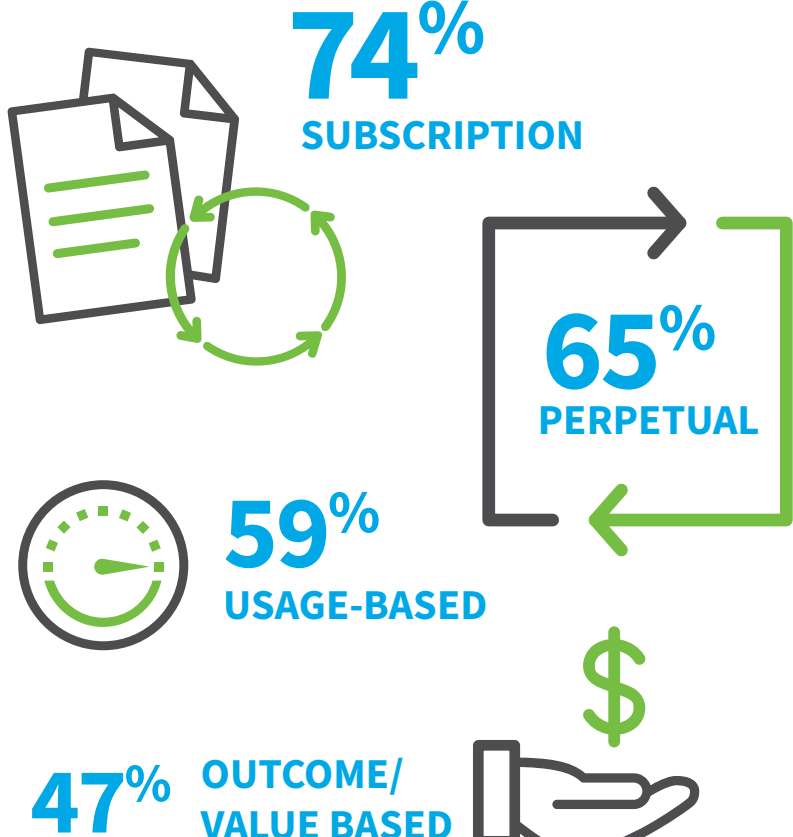 74%
SUBSCRIPTION
65%
PERPETUAL
59%
USAGE-BASED
47%
OUTCOME/
VALUE BASED
$